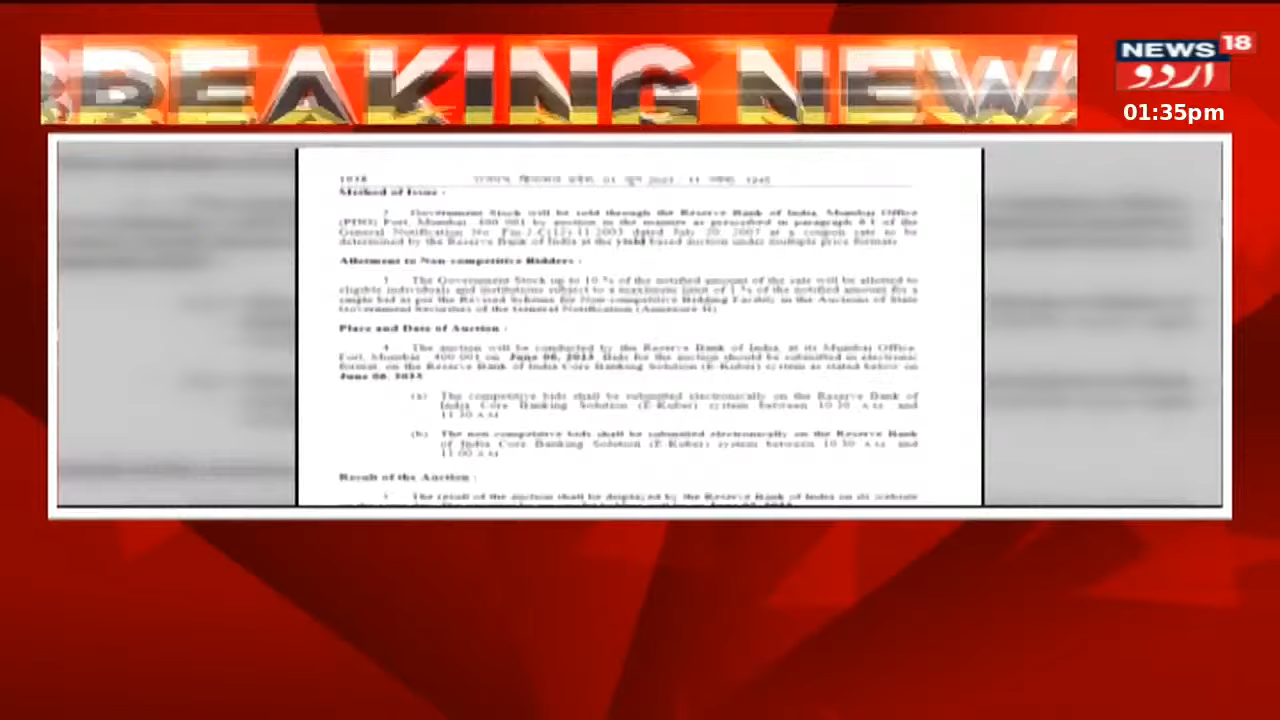 BREAKING NEWS
NEWS 18
اردو
01:35pm
Method of Issue :
Government Stock will be sold through the Reserve Bank of India, Mumbai Office
(PDO) Fort, Mumbai 400 001 by auction in the manner as prescribed in paragraph of the
General Notification No. dated July 20, 2007 at a coupon rate to be
determined by the Reserve Bank of India at the yield based auction under multiple price formats
Allotment to Non-competitive Bidders :
3 The Government Stock up to 10 % of the notified amount of the sale will be allotted to
eligible individuals and institutions subject to a maximum limit of 1 % of the notified amount for a
single bid as per the Revised Scheme for Non-competitive Bidding Facility in the Auctions of State
Government Securities of the General Notification (Annexure II)
Place and Date of Auction :
4 The auction will be conducted by the Reserve Bank of India, at its Mumbai Office,
Fort, Mumbai 400 001 on June 06, 2023 Bids for the auction should be submitted in electronic
format, on the Reserve Bank of India Core Banking Solution (E-Kuber) system as stated below on
June 06, 2023
(a) The competitive bids shall be submitted electronically on the Reserve Bank of
India Core Banking Solution (E-Kuber) system between 10.30 A.M. and
11.30 A.M
(b) The non competitive bids shall be submitted electronically on the Reserve Bank
of India Core Banking Solution (E-Kuber) system between 10.30 A.M. and
11.00 A.M
Result of the Auction :
The result of the auction shall be displayed by the Reserve Bank of India on its website